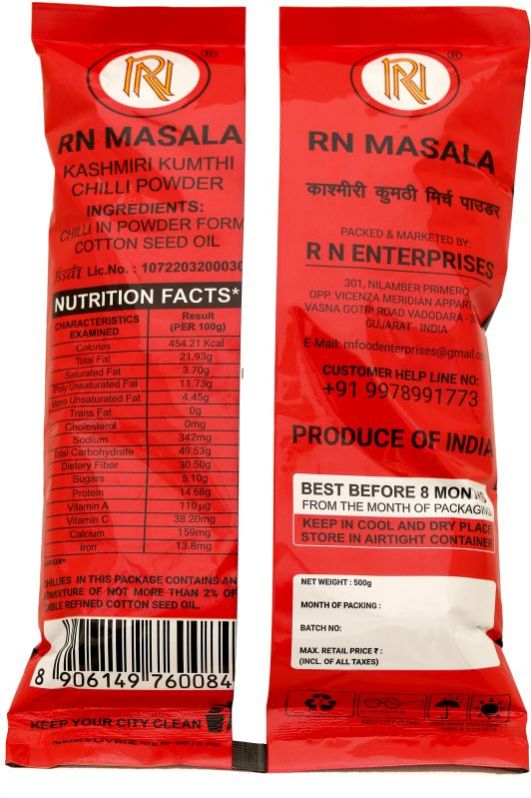 RN
®
RN MASALA
KASHMIRI KUMTHI
CHILLI POWDER
INGREDIENTS:
CHILLI IN POWDER FORM
COTTON SEED OIL
fssai Lic.No. : 1072203200030
NUTRITION FACTS*
CHARACTERISTICS EXAMINED Result (PER 100g)
Calories 454.21 Kcal
Total Fat 21.93g
Saturated Fat 3.70g
Poly Unsaturated Fat 11.73g
Mono Unsaturated Fat 4.45g
Trans Fat 0g
Cholesterol 0mg
Sodium 342mg
Total Carbohydrate 49.53g
Dietary Fiber 30.50g
Sugars 5.10g
Protein 14.68g
Vitamin A 110 µg
Vitamin C 38.20mg
Calcium 159mg
Iron 13.8mg
APPROX*
CHILLIES IN THIS PACKAGE CONTAINS AN
ADMIXTURE OF NOT MORE THAN 2% OF
EDIBLE REFINED COTTON SEED OIL.
8 906149 760084
KEEP YOUR CITY CLEAN
RN
®
RN MASALA
काश्मीरी कुमठी मिर्च पाउडर
PACKED & MARKETED BY:
R N ENTERPRISES
301, NILAMBER PRIMERO
OPP. VICENZA MERIDIAN APPART
VASNA GOTRI ROAD VADODARA - 3
GUJARAT - INDIA
E-Mail: rnfoodenterprises@gmail.co
CUSTOMER HELP LINE NO:
+91 9978991773
PRODUCE OF INDIA
BEST BEFORE 8 MONTHS
FROM THE MONTH OF PACKAGING
KEEP IN COOL AND DRY PLACE
STORE IN AIRTIGHT CONTAINER
NET WEIGHT : 500g
MONTH OF PACKING :
BATCH NO:
MAX. RETAIL PRICE ₹ :
(INCL. OF ALL TAXES)